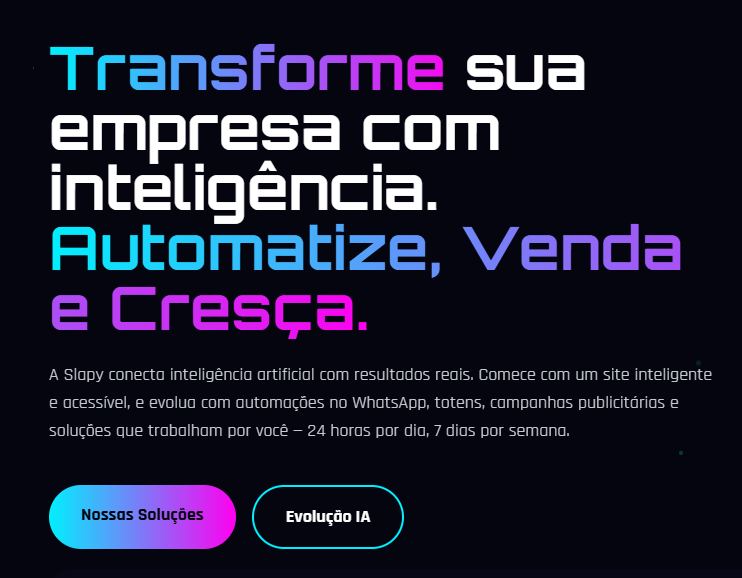 Transforme sua
empresa com
inteligência.
Automatize, Venda
e Cresça.
A Slapy conecta inteligência artificial com resultados reais. Comece com um site inteligente
e acessível, e evolua com automações no WhatsApp, totens, campanhas publicitárias e
soluções que trabalham por você — 24 horas por dia, 7 dias por semana.
Nossas Soluções
Evolução IA